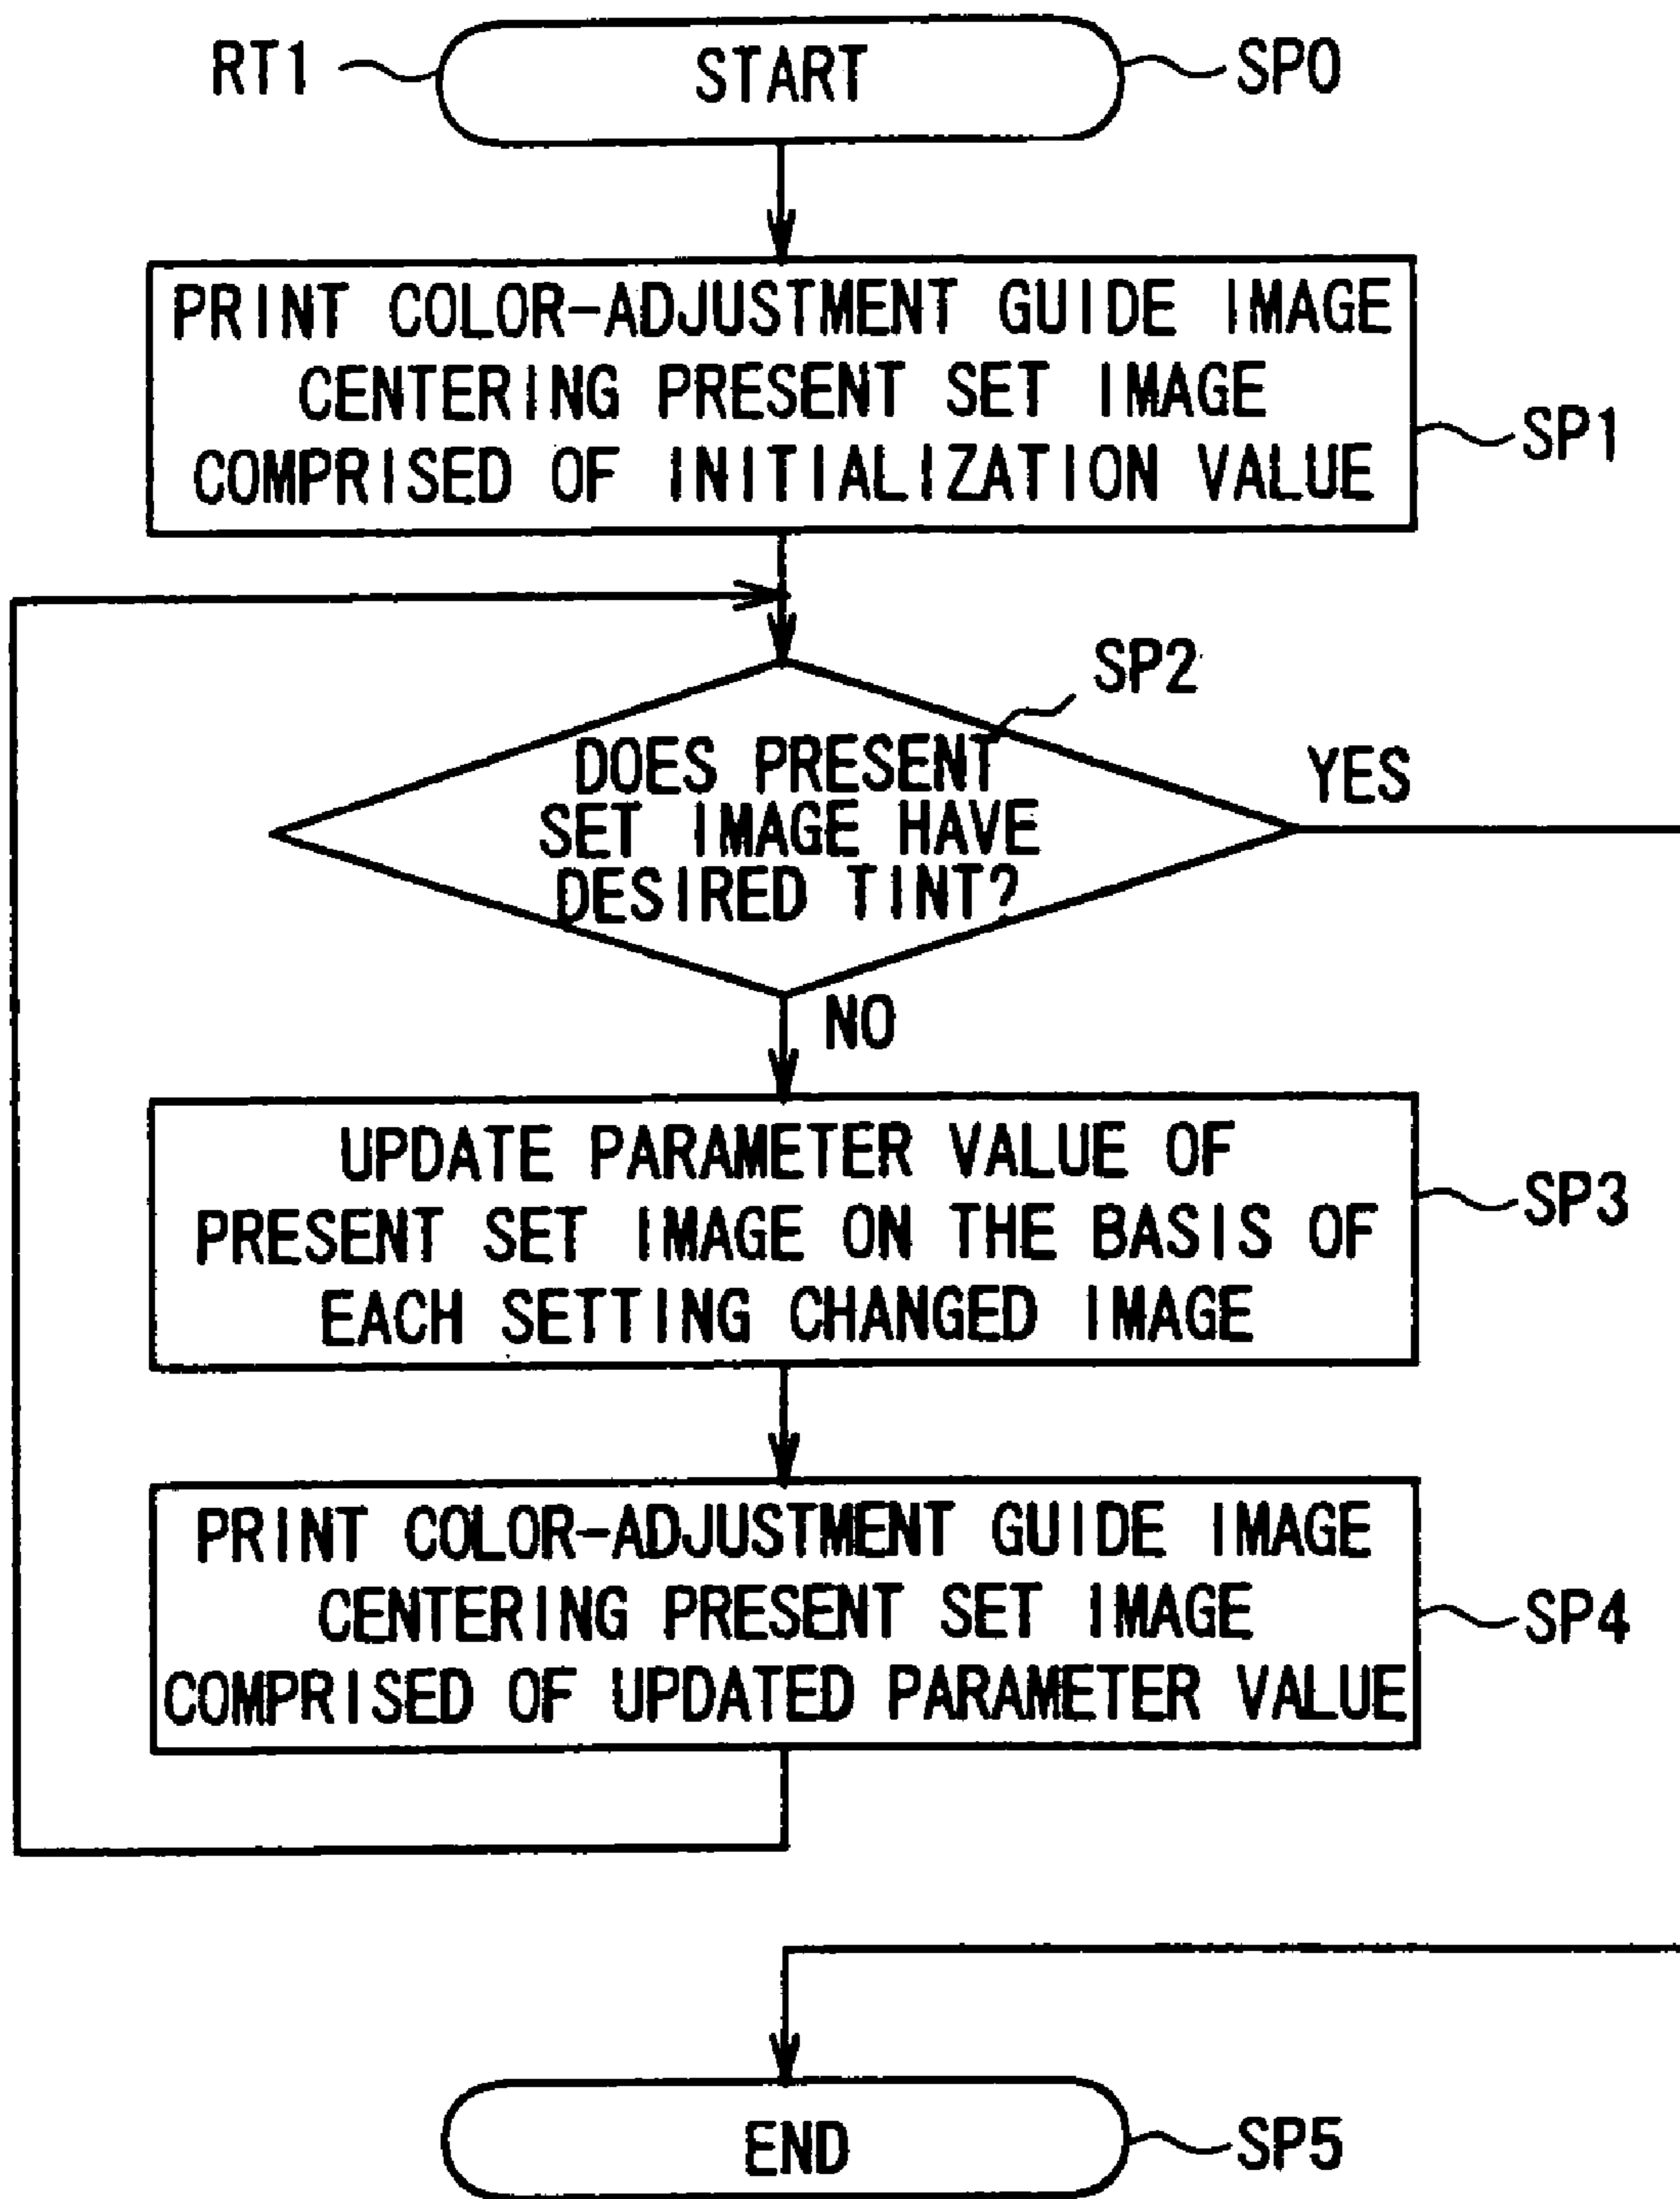 RT1
START
SP0
PRINT COLOR-ADJUSTMENT GUIDE IMAGE
CENTERING PRESENT SET IMAGE
COMPRISED OF INITIALIZATION VALUE
SP1
SP2
DOES PRESENT
SET IMAGE HAVE
DESIRED TINT?
YES
NO
UPDATE PARAMETER VALUE OF
PRESENT SET IMAGE ON THE BASIS OF
EACH SETTING CHANGED IMAGE
SP3
PRINT COLOR-ADJUSTMENT GUIDE IMAGE
CENTERING PRESENT SET IMAGE
COMPRISED OF UPDATED PARAMETER VALUE
SP4
END
SP5